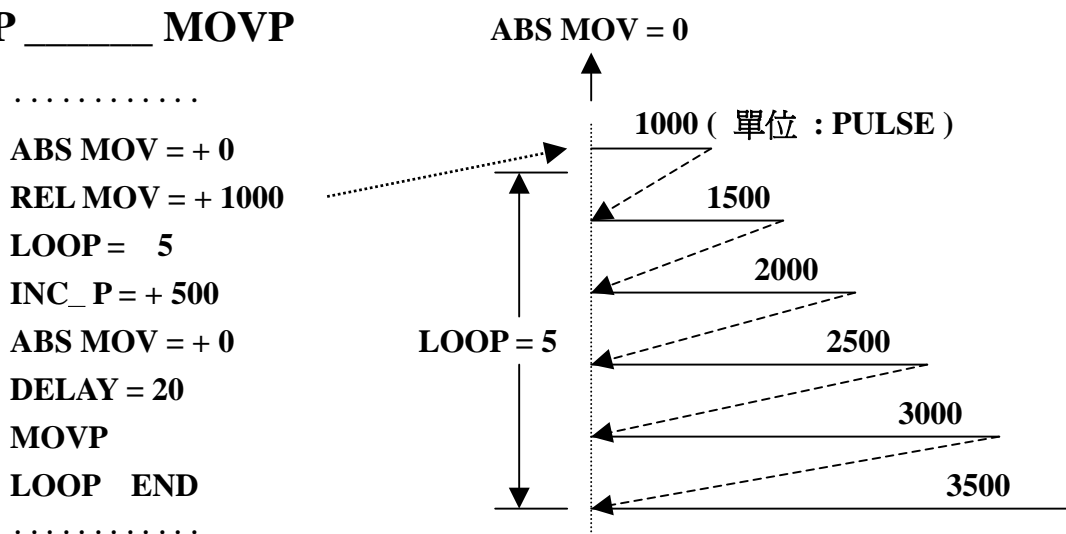 P ______ MOVP
............
ABS MOV = + 0
REL MOV = + 1000
LOOP = 5
INC_ P = + 500
ABS MOV = + 0
DELAY = 20
MOVP
LOOP END
............
ABS MOV = 0
1000 ( 單位 : PULSE )
1500
2000
LOOP = 5
2500
3000
3500